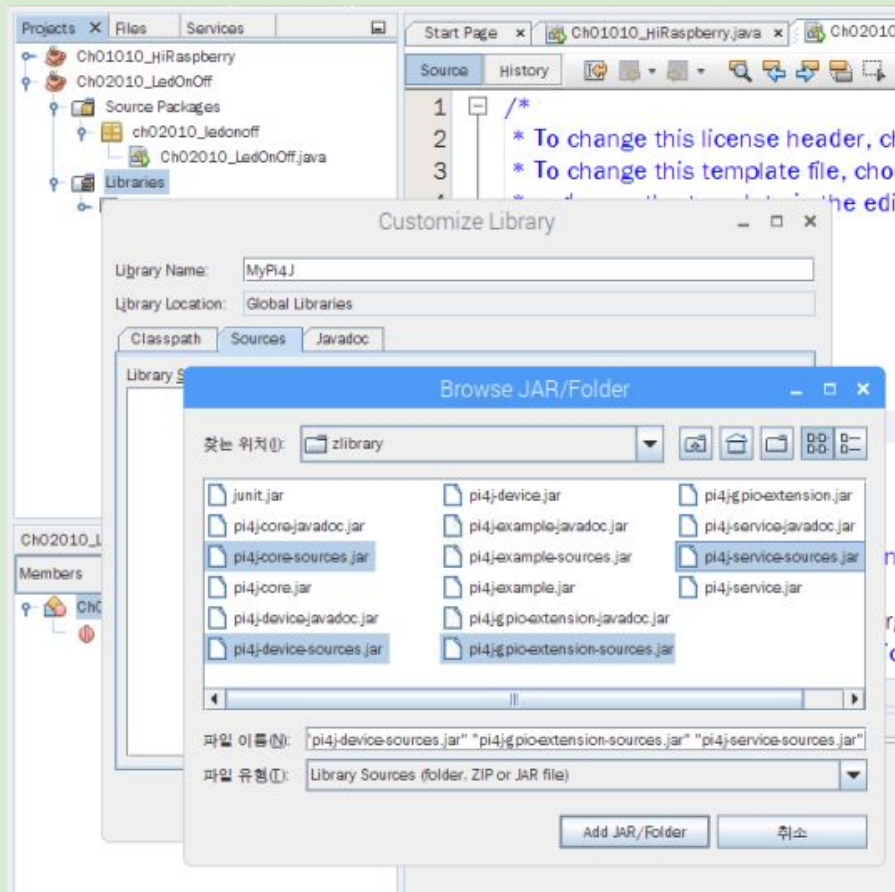 Projects × Files Services
Ch01010_HiRaspberry
Ch02010_LedOnOff
Source Packages
ch02010_ledonoff
Ch02010_LedOnOff.java
Libraries
Start Page × Ch01010_HiRaspberry.java × Ch02010
Source History
1 /*
2 * To change this license header, ch
3 * To change this template file, choo
Customize Library
Library Name: MyPi4J
Library Location: Global Libraries
Classpath Sources Javadoc
Library S
Browse JAR/Folder
찾는 위치(I): zlibrary
junit.jar pi4j-device.jar pi4j-gpio-extension.jar
pi4j-core-javadoc.jar pi4j-example-javadoc.jar pi4j-service-javadoc.jar
pi4j-core-sources.jar pi4j-example-sources.jar pi4j-service-sources.jar
pi4j-core.jar pi4j-example.jar pi4j-service.jar
pi4j-device-javadoc.jar pi4j-gpio-extension-javadoc.jar
pi4j-device-sources.jar pi4j-gpio-extension-sources.jar
파일 이름(N): "pi4j-device-sources.jar" "pi4j-gpio-extension-sources.jar" "pi4j-service-sources.jar"
파일 유형(T): Library Sources (folder, ZIP or JAR file)
Add JAR/Folder 취소
Ch02010_L
Members
Ch0